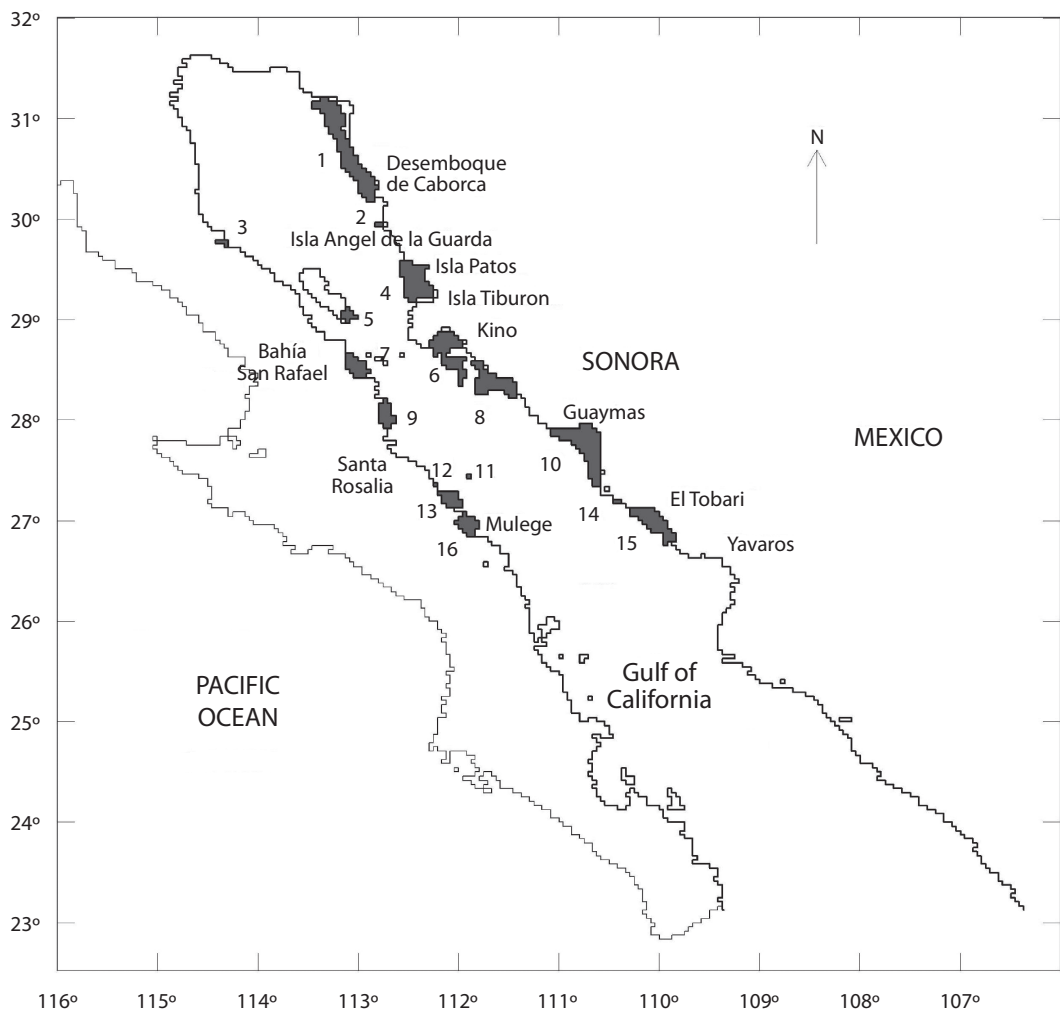 32º
31º
30º
29º
28º
27º
26º
25º
24º
23º
N
1
Desemboque
de Caborca
2
3
Isla Angel de la Guarda
Isla Patos
4
Isla Tiburon
5
Kino
7
Bahía
San Rafael
6
SONORA
8
9
Guaymas
MEXICO
10
Santa
Rosalia
12
11
13
14
El Tobari
Mulege
15
Yavaros
16
PACIFIC
OCEAN
Gulf of
California
116º
115º
114º
113º
112º
111º
110º
109º
108º
107º